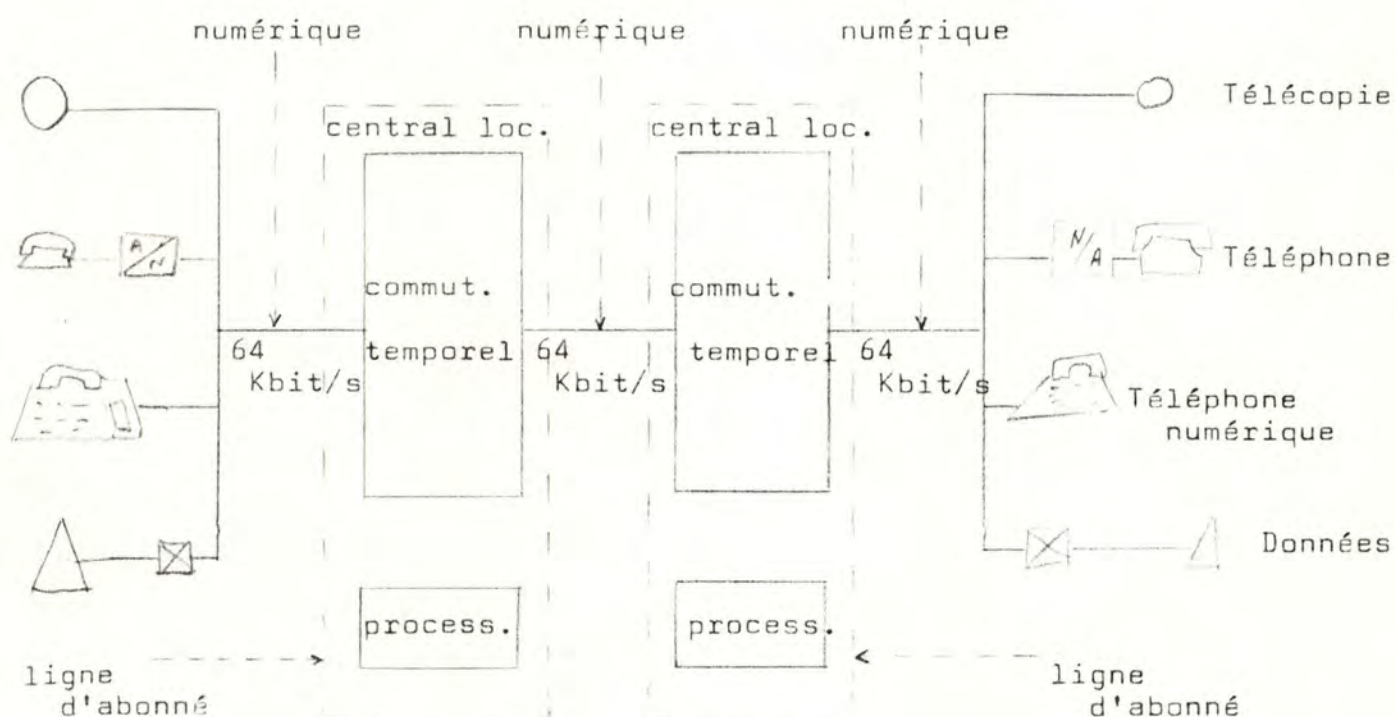 numérique numérique numérique
Télécopie
central loc. central loc.
A/N N/A Téléphone
commut. commut.
64 temporel 64 temporel 64
Kbit/s Kbit/s Kbit/s
Téléphone
numérique
Données
process. process.
ligne ligne
d'abonné d'abonné